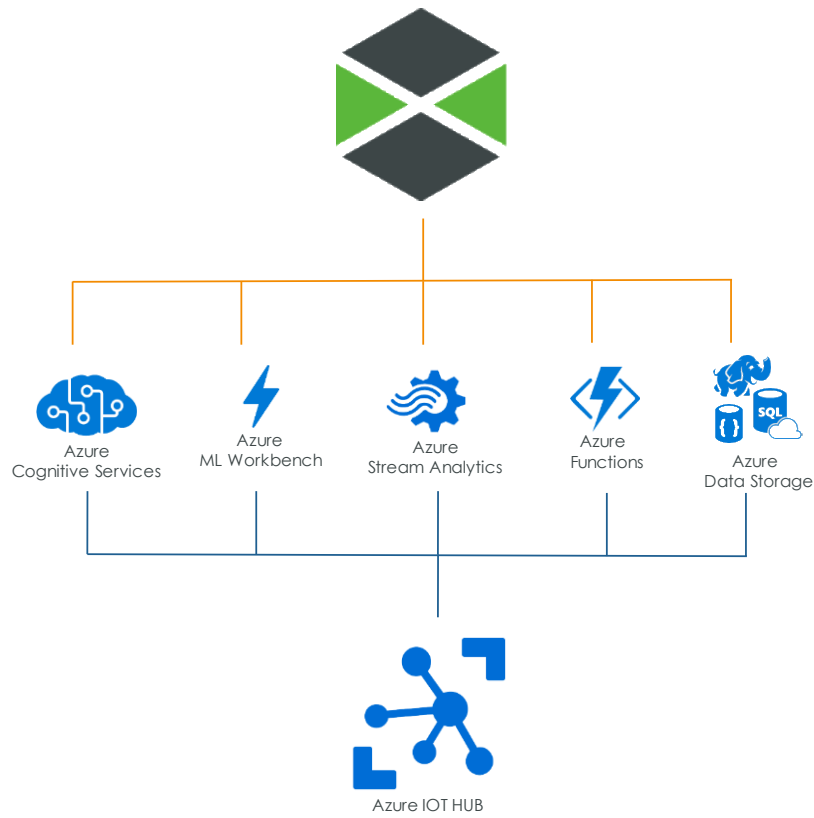 Azure
Cognitive Services
Azure
ML Workbench
Azure
Stream Analytics
Azure
Functions
SQL
{ }
Azure
Data Storage
Azure IOT HUB